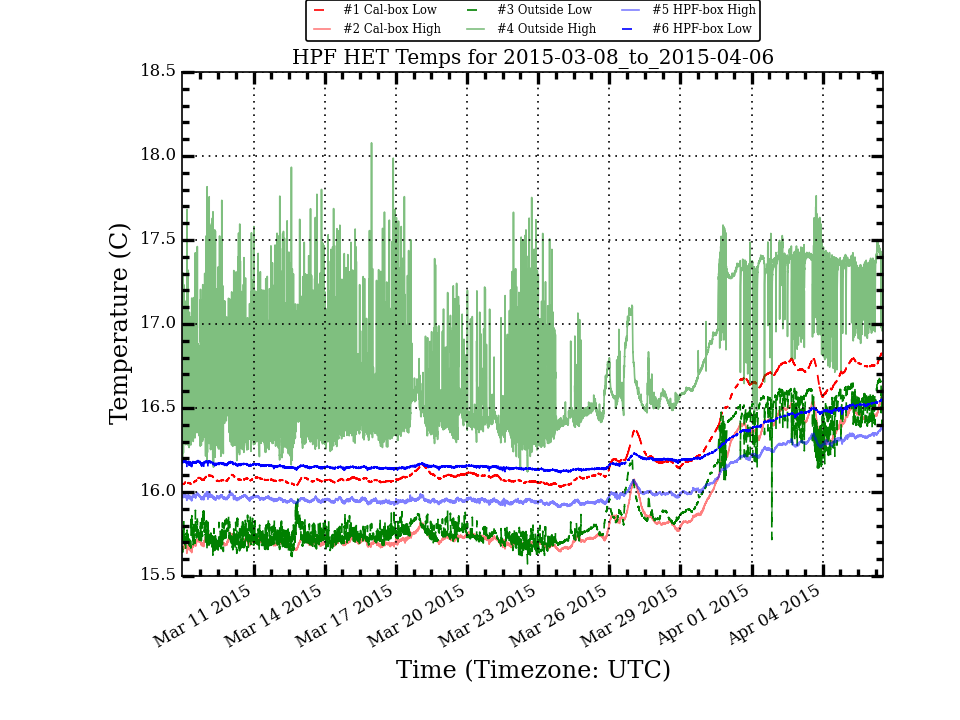 #1 Cal-box Low #3 Outside Low #5 HPF-box High
#2 Cal-box High #4 Outside High #6 HPF-box Low
HPF HET Temps for 2015-03-08_to_2015-04-06
18.5
18.0
17.5
17.0
16.5
16.0
15.5
Temperature (C)
Mar 11 2015
Mar 14 2015
Mar 17 2015
Mar 20 2015
Mar 23 2015
Mar 26 2015
Mar 29 2015
Apr 01 2015
Apr 04 2015
Time (Timezone: UTC)